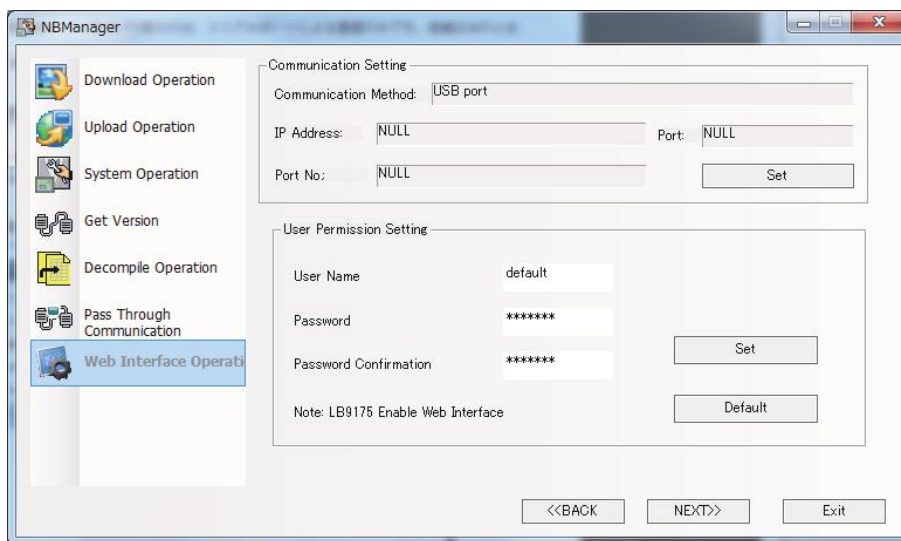 NBManager
Download Operation
Upload Operation
System Operation
Get Version
Decompile Operation
Pass Through
Communication
Web Interface Operati
Communication Setting
Communication Method: USB port
IP Address: NULL Port: NULL
Port No; NULL Set
User Permission Setting
User Name default
Password *******
Password Confirmation *******
Set
Note: LB9175 Enable Web Interface Default
<<BACK NEXT>> Exit